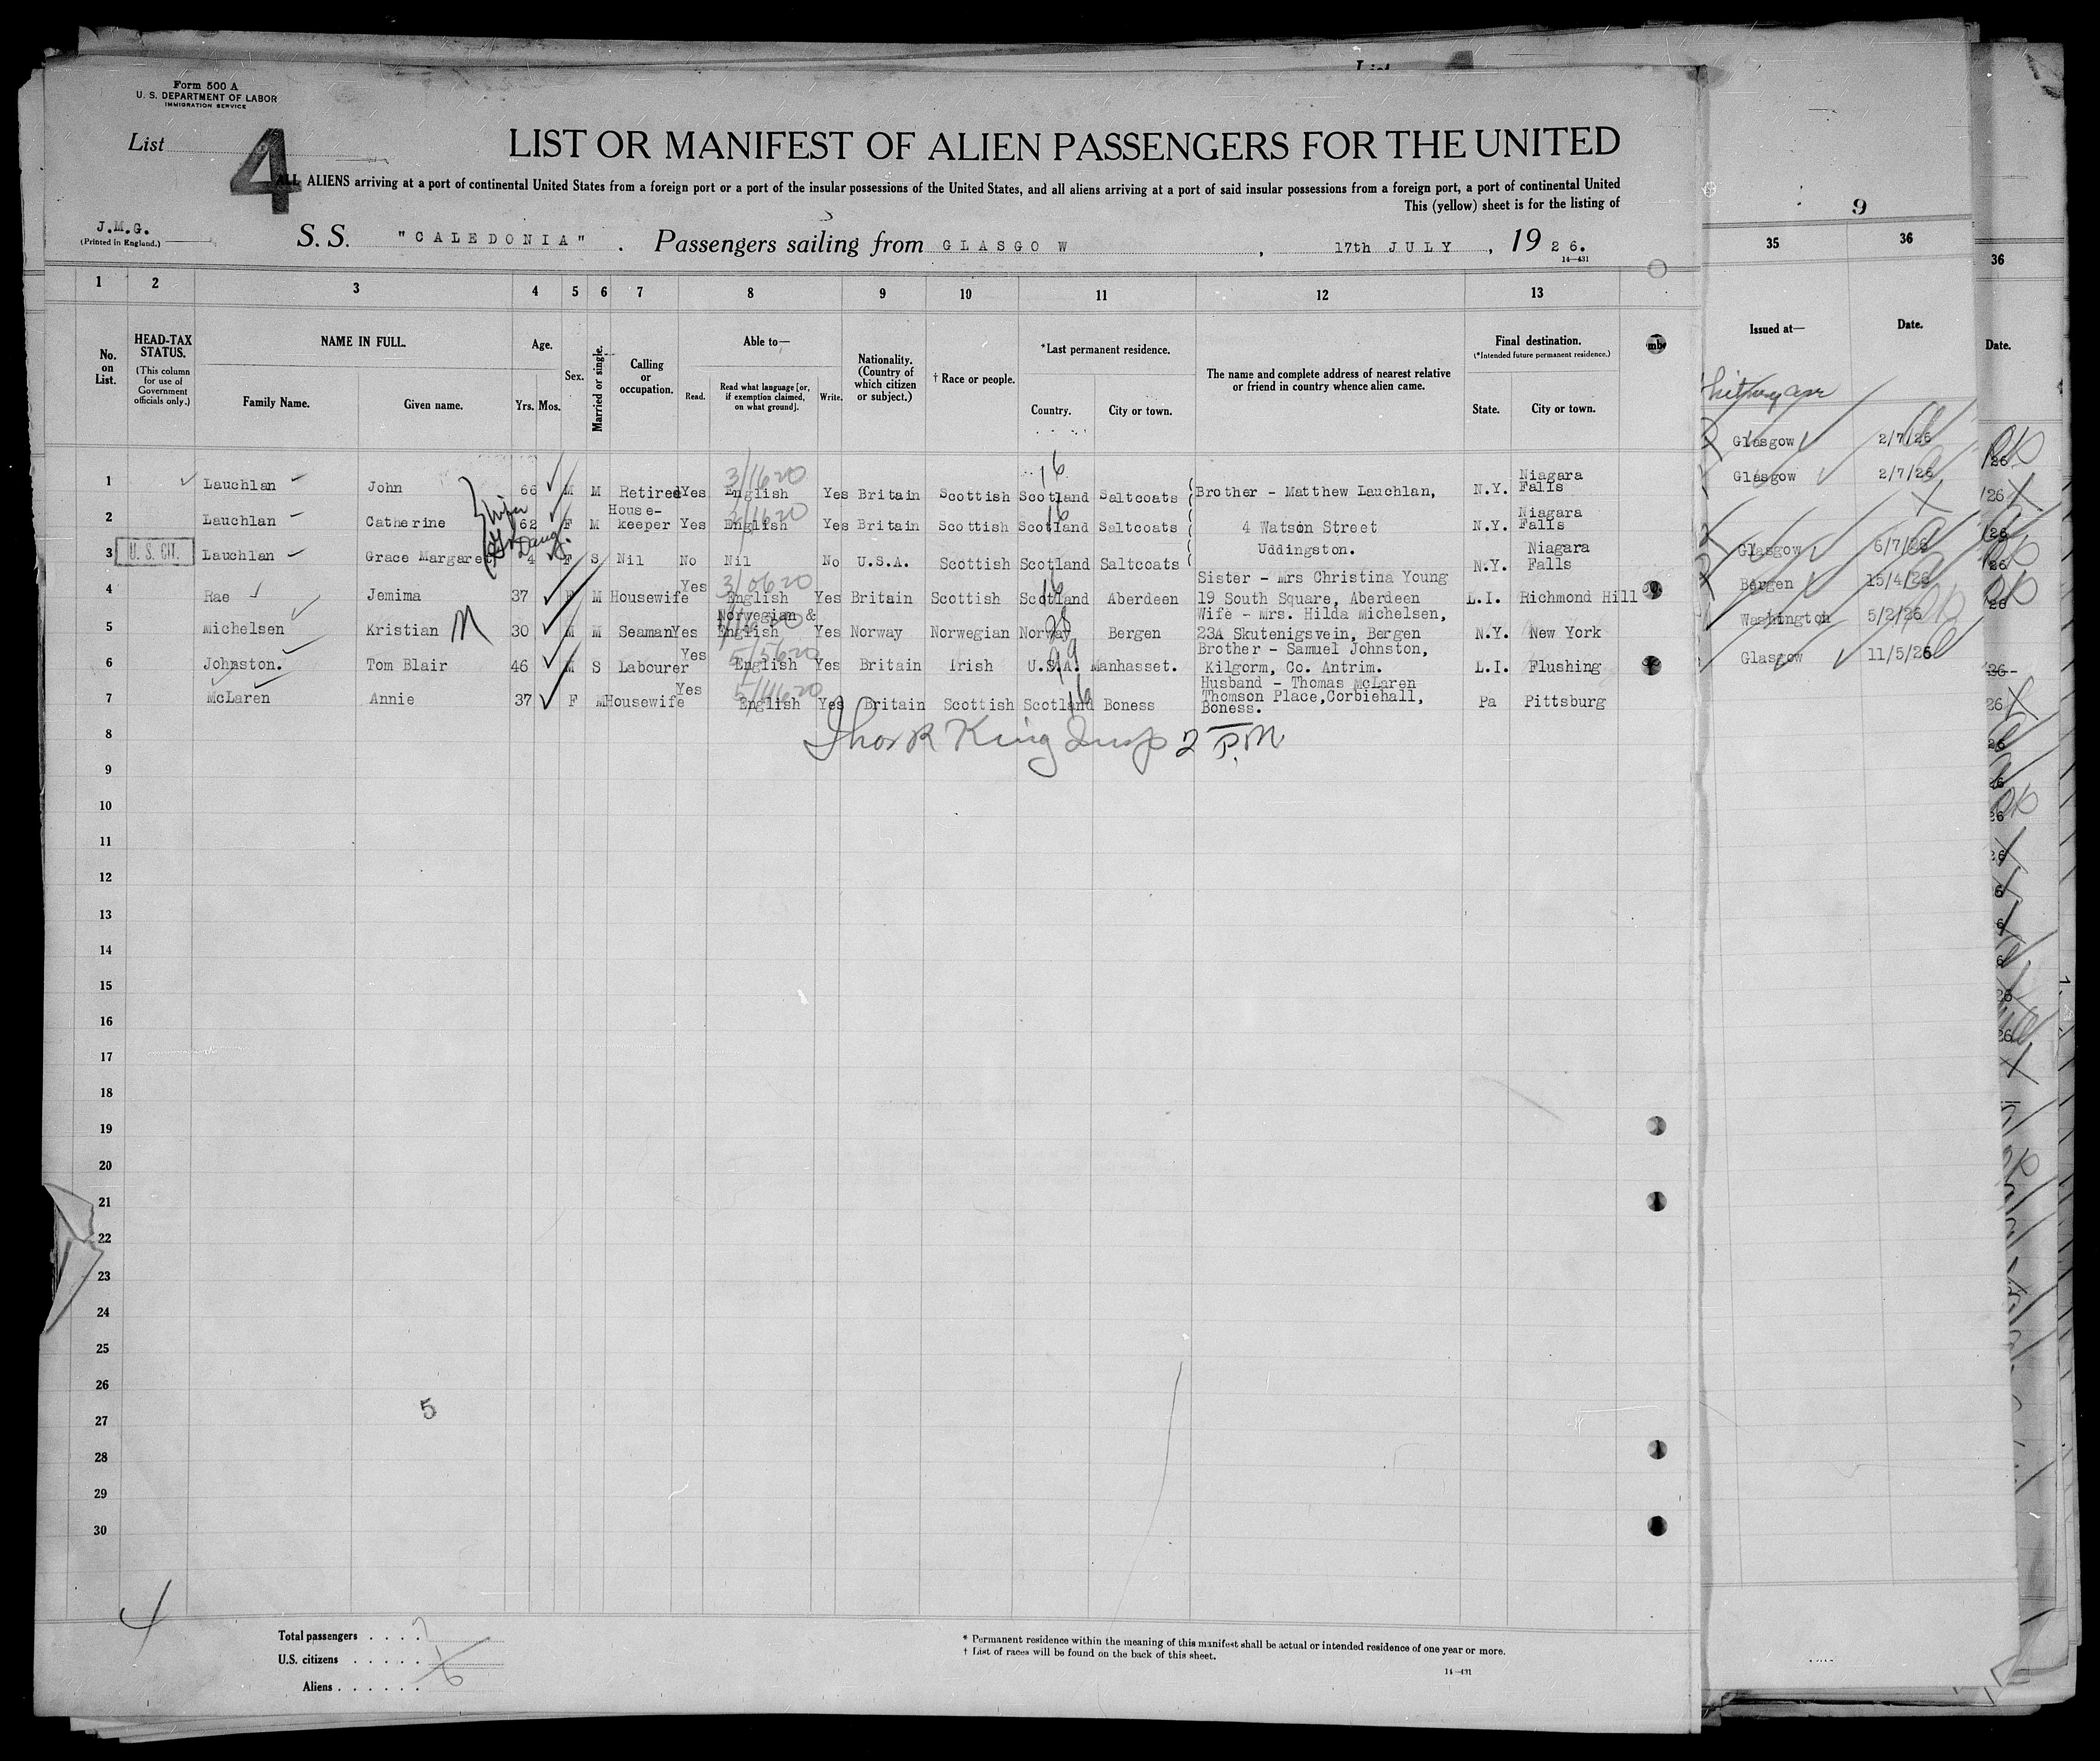 Form 500 A
U. S. DEPARTMENT OF LABOR
IMMIGRATION SERVICE
List
4
LIST OR MANIFEST OF ALIEN PASSENGERS FOR THE UNITED
ALL ALIENS arriving at a port of continental United States from a foreign port or a port of the insular possessions of the United States, and all aliens arriving at a port of said insular possessions from a foreign port, a port of continental United
This (yellow) sheet is for the listing of
J.M.G.
(Printed in England.)
S. S. "CALEDONIA". Passengers sailing from GLASGOW, 17th JULY, 1926.
14—431
9
1 2 3 4 5 6 7 8 9 10 11 12 13 35 36 36
No. on List.
HEAD-TAX STATUS.
(This column for use of Government officials only.)
NAME IN FULL.
Family Name. Given name.
Age.
Yrs. Mos.
Sex.
Married or single.
Calling or occupation.
Able to—
Read. Read what language [or, if exemption claimed, on what ground]. Write.
Nationality. (Country of which citizen or subject.)
† Race or people.
*Last permanent residence.
Country. City or town.
The name and complete address of nearest relative or friend in country whence alien came.
Final destination.
(*Intended future permanent residence.)
State. City or town.
Issued at— Date. Date.
1 Lauchlan John 66 M M Retired Yes English Yes Britain Scottish Scotland Saltcoats Brother - Matthew Lauchlan, N.Y. Niagara Falls
2 Lauchlan Catherine Wife 62 F M House-keeper Yes English Yes Britain Scottish Scotland Saltcoats 4 Watson Street N.Y. Niagara Falls
3 U. S. CIT. Lauchlan Grace Margaret Gr Daug. 4 F S Nil No Nil No U.S.A. Scottish Scotland Saltcoats Uddingston. N.Y. Niagara Falls
4 Rae Jemima 37 F M Housewife Yes English Yes Britain Scottish Scotland Aberdeen Sister - Mrs Christina Young 19 South Square, Aberdeen L.I. Richmond Hill
5 Michelsen Kristian M 30 M M Seaman Yes Norwegian & English Yes Norway Norwegian Norway Bergen Wife - Mrs. Hilda Michelsen, 23A Skutenigsvein, Bergen N.Y. New York
6 Johnston. Tom Blair 46 M S Labourer Yes English Yes Britain Irish U.S.A. Manhasset. Brother - Samuel Johnston, Kilgorm, Co. Antrim. L.I. Flushing
7 McLaren Annie 37 F M Housewife Yes English Yes Britain Scottish Scotland Boness Husband - Thomas McLaren Thomson Place, Corbiehall, Boness. Pa Pittsburg
Glasgow 2/7/26
Glasgow 2/7/26
Glasgow 6/7/26
Bergen 15/4/26
Washington 5/2/26
Glasgow 11/5/26
Thos R King Insp 2 P.M
8
9
10
11
12
13
14
15
16
17
18
19
20
21
22
23
24
25
26
27
28
29
30
5
4
Total passengers 7
U.S. citizens 1
Aliens 6
* Permanent residence within the meaning of this manifest shall be actual or intended residence of one year or more.
† List of races will be found on the back of this sheet.
14—431